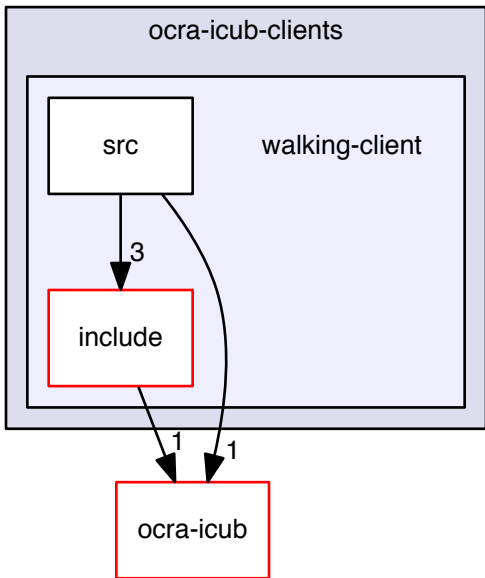 ocra-icub-clients
src
walking-client
3
include
1
1
ocra-icub